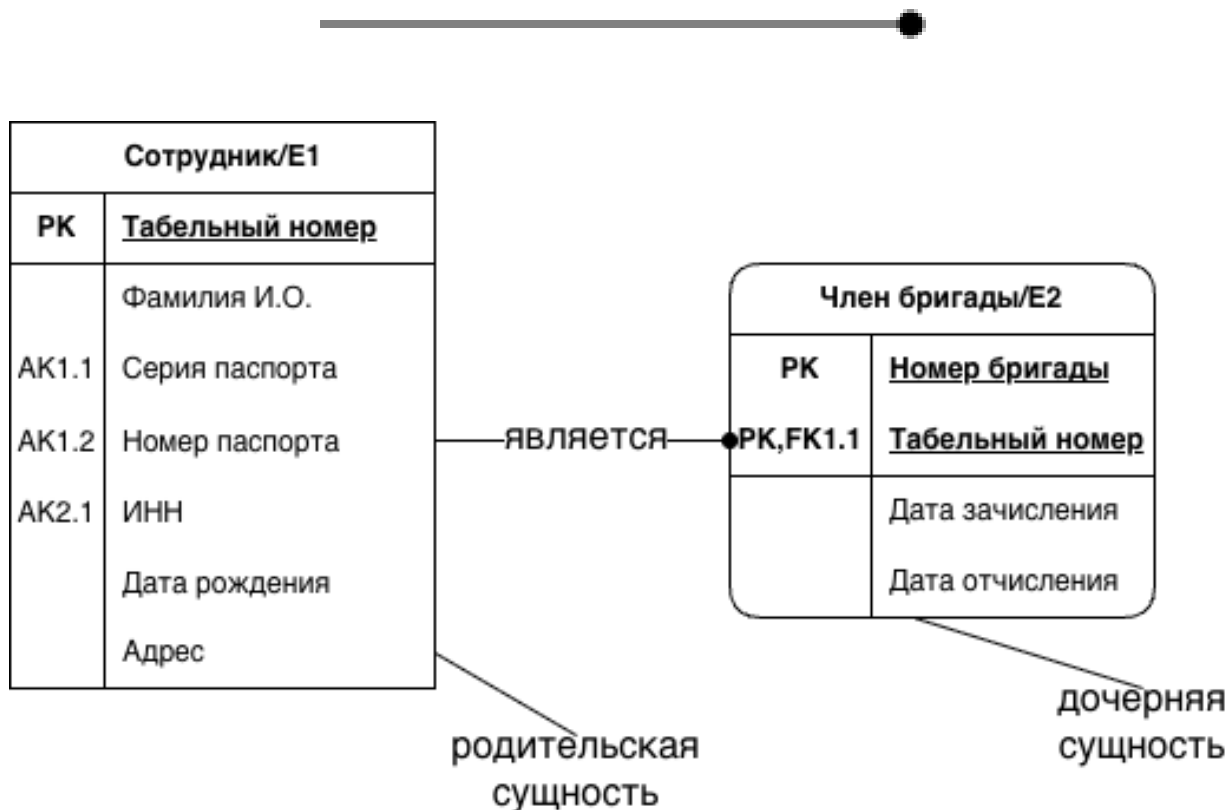 Сотрудник/E1
PK Табельный номер
Фамилия И.О.
AK1.1 Серия паспорта
AK1.2 Номер паспорта
AK2.1 ИНН
Дата рождения
Адрес
является
Член бригады/E2
PK Номер бригады
PK,FK1.1 Табельный номер
Дата зачисления
Дата отчисления
родительская
сущность
дочерняя
сущность